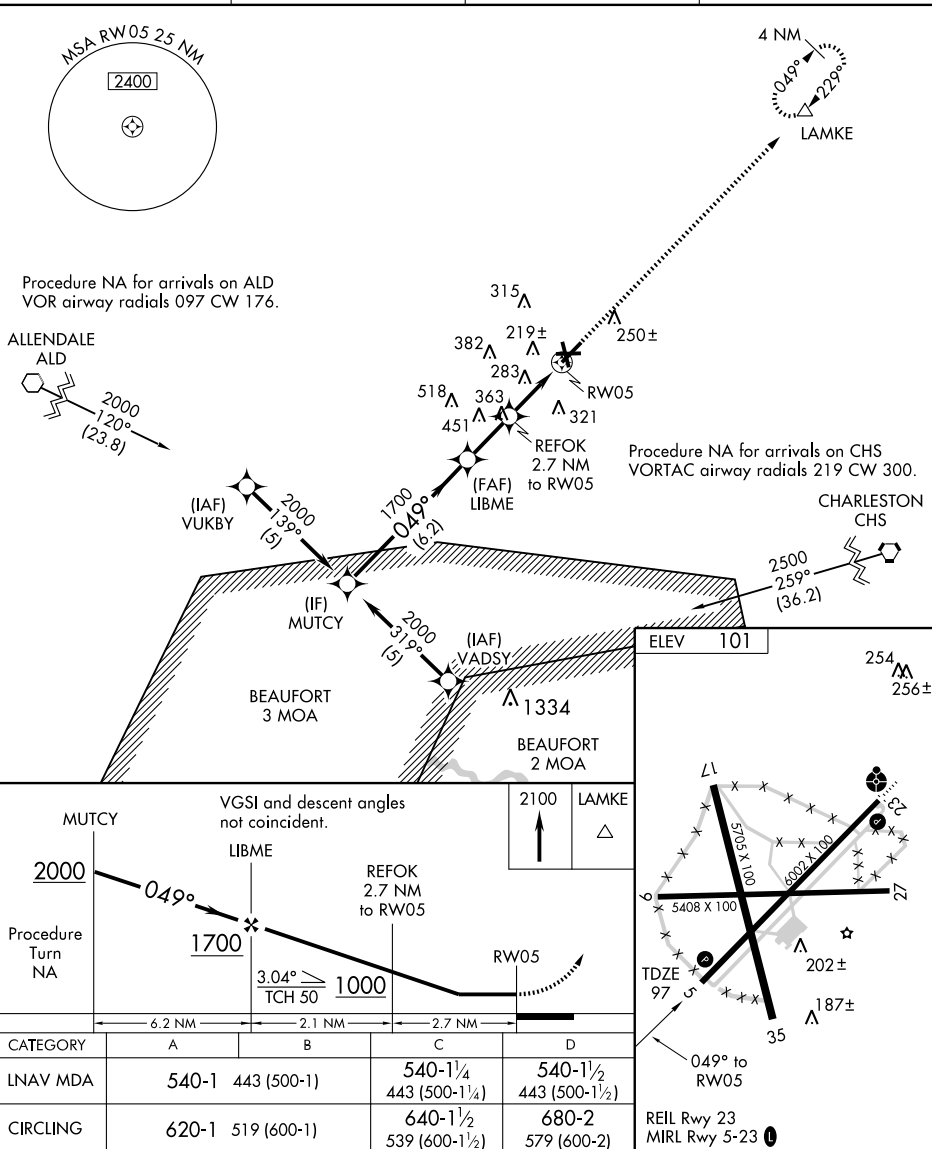 MSA RW05 25 NM
2400
4 NM
049°
229°
LAMKE
Procedure NA for arrivals on ALD
VOR airway radials 097 CW 176.
ALLENDALE
ALD
2000
120°
(23.8)
315
382
219±
250±
283
518
363
451
321
RW05
REFOK
2.7 NM
to RW05
(FAF)
LIBME
Procedure NA for arrivals on CHS
VORTAC airway radials 219 CW 300.
CHARLESTON
CHS
2500
259°
(36.2)
(IAF)
VUKBY
2000
139°
(5)
1700
049°
(6.2)
(IF)
MUTCY
2000
319°
(5)
(IAF)
VADSY
BEAUFORT
3 MOA
1334
BEAUFORT
2 MOA
ELEV 101
254
256±
17
23
5705 X 100
6002 X 100
9
5408 X 100
27
P
P
202±
TDZE
97
5
187±
35
049° to
RW05
REIL Rwy 23
MIRL Rwy 5-23 L
MUTCY
VGSI and descent angles
not coincident.
2100
LAMKE
2000
049°
LIBME
REFOK
2.7 NM
to RW05
Procedure
Turn
NA
1700
3.04°
TCH 50
1000
RW05
6.2 NM
2.1 NM
2.7 NM
CATEGORY A B C D
LNAV MDA 540-1 443 (500-1) 540-1¼ 443 (500-1¼) 540-1½ 443 (500-1½)
CIRCLING 620-1 519 (600-1) 640-1½ 539 (600-1½) 680-2 579 (600-2)